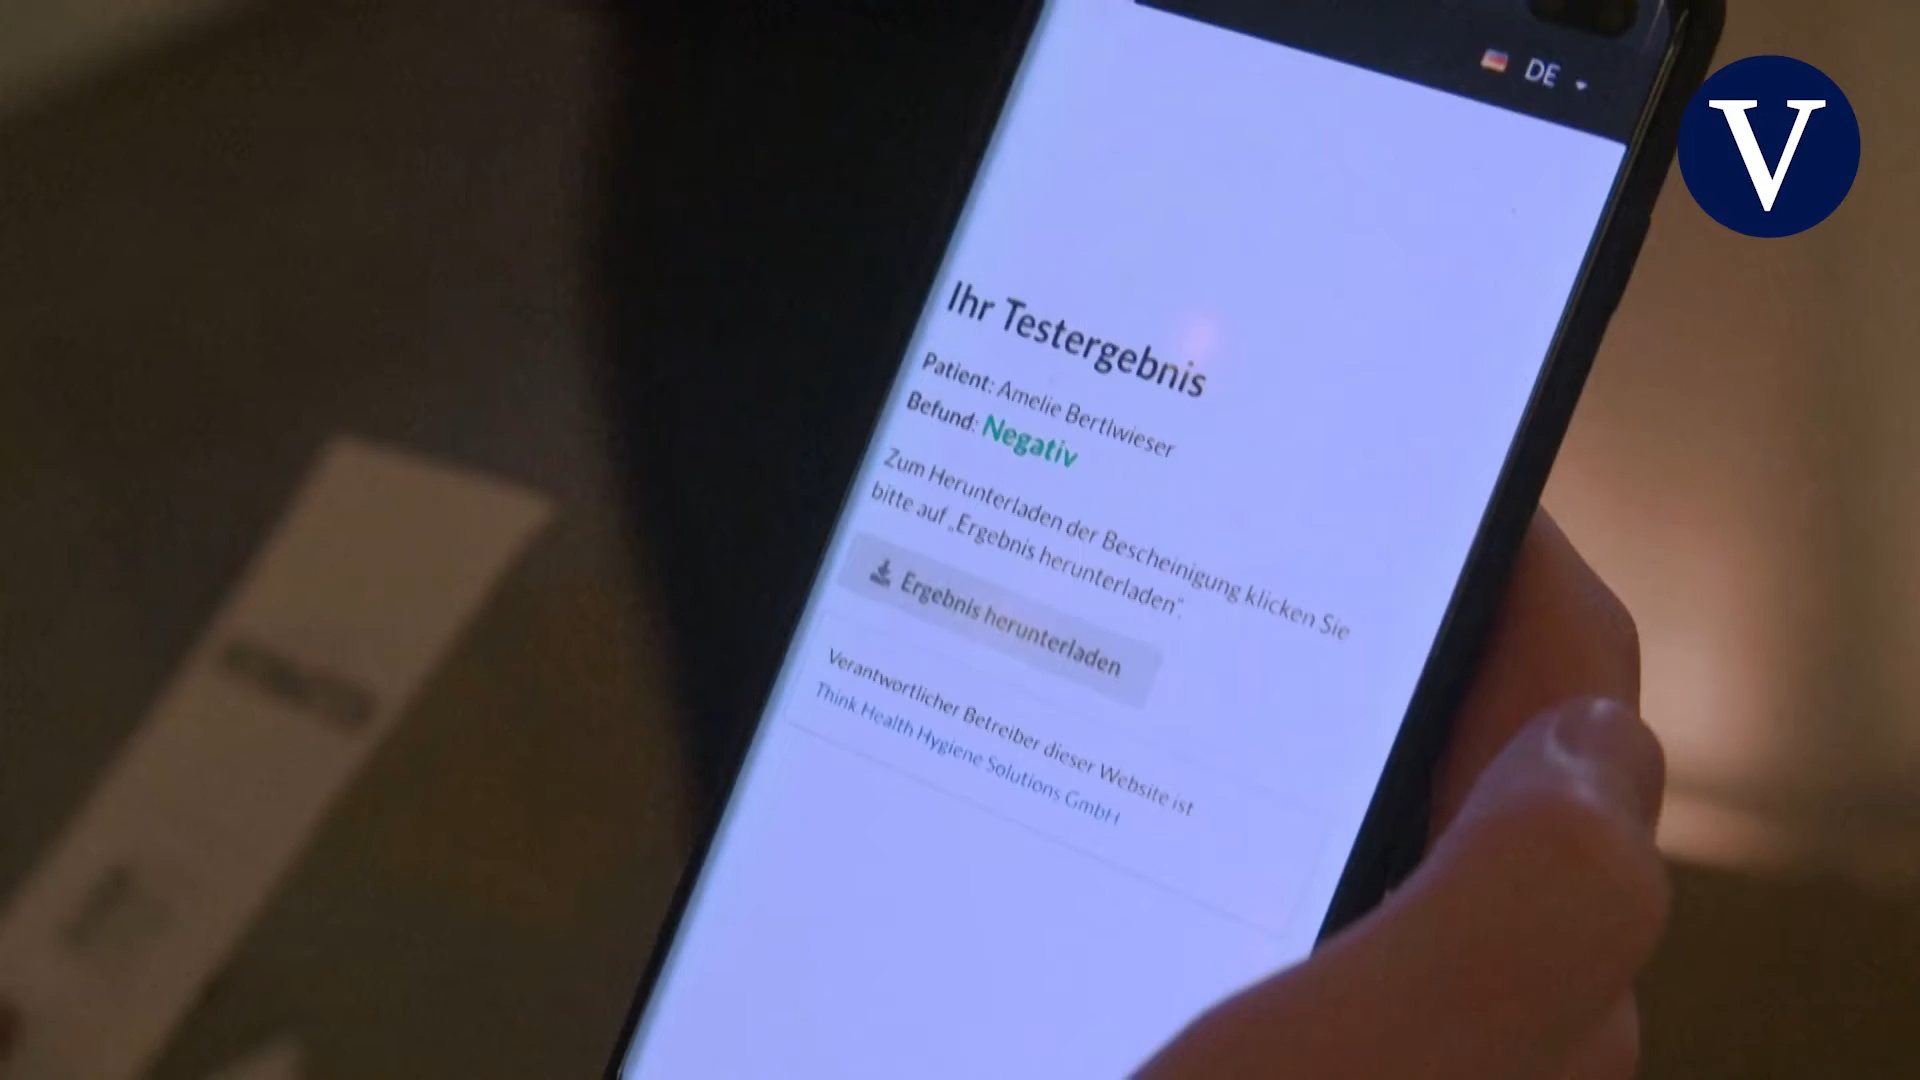 DE
V
Ihr Testergebnis
Patient: Amelie Bertlwieser
Befund: Negativ
Zum Herunterladen der Bescheinigung klicken Sie
bitte auf „Ergebnis herunterladen“.
Ergebnis herunterladen
Verantwortlicher Betreiber dieser Website ist
Think Health Hygiene Solutions GmbH